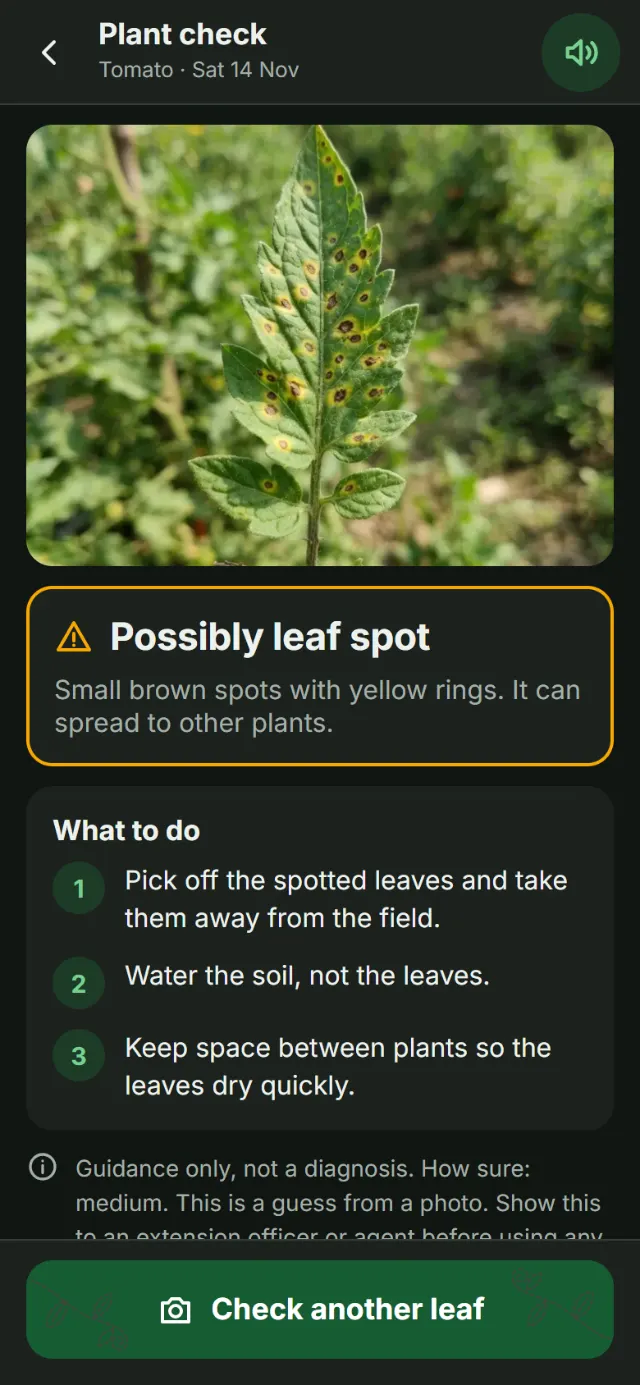 Plant check
Tomato · Sat 14 Nov
Possibly leaf spot
Small brown spots with yellow rings. It can
spread to other plants.
What to do
1 Pick off the spotted leaves and take
them away from the field.
2 Water the soil, not the leaves.
3 Keep space between plants so the
leaves dry quickly.
Guidance only, not a diagnosis. How sure:
medium. This is a guess from a photo. Show this
to an extension officer or agent before using any
Check another leaf